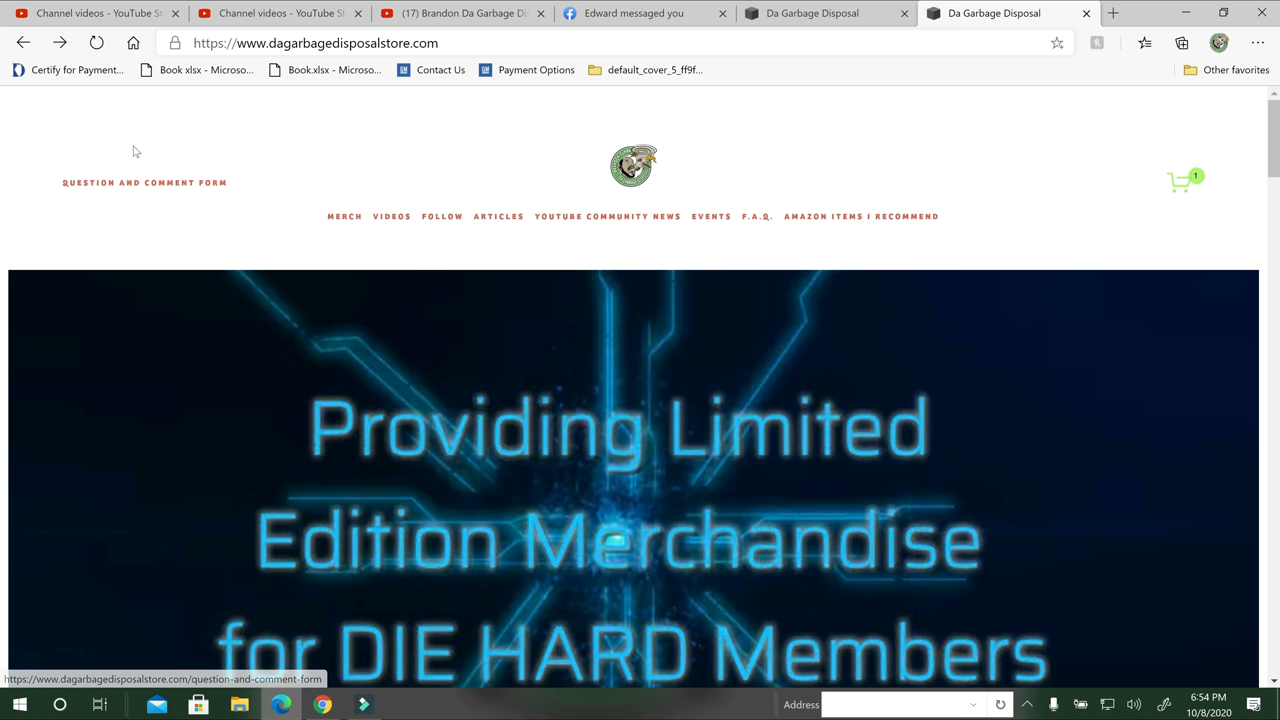 Channel videos - YouTube St
Channel videos - YouTube St
(17) Brandon Da Garbage Di
Edward messaged you
Da Garbage Disposal
Da Garbage Disposal
https://www.dagarbagedisposalstore.com
Certify for Payment...
Book xlsx - Microso...
Book.xlsx - Microso...
GM Contact Us
GM Payment Options
default_cover_5_ff9f...
Other favorites
QUESTION AND COMMENT FORM
1
MERCH VIDEOS FOLLOW ARTICLES YOUTUBE COMMUNITY NEWS EVENTS F.A.Q. AMAZON ITEMS I RECOMMEND
Providing Limited
Edition Merchandise
for DIE HARD Members
https://www.dagarbagedisposalstore.com/question-and-comment-form
Address
6:54 PM
10/8/2020